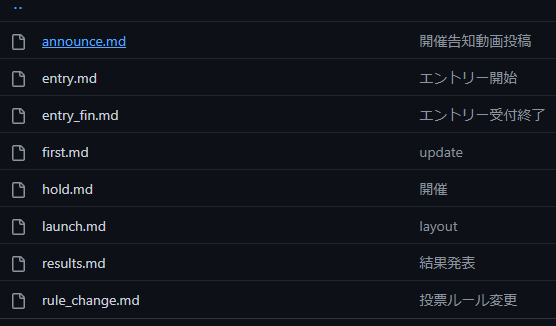 ..
announce.md 開催告知動画投稿
entry.md エントリー開始
entry_fin.md エントリー受付終了
first.md update
hold.md 開催
launch.md layout
results.md 結果発表
rule_change.md 投票ルール変更